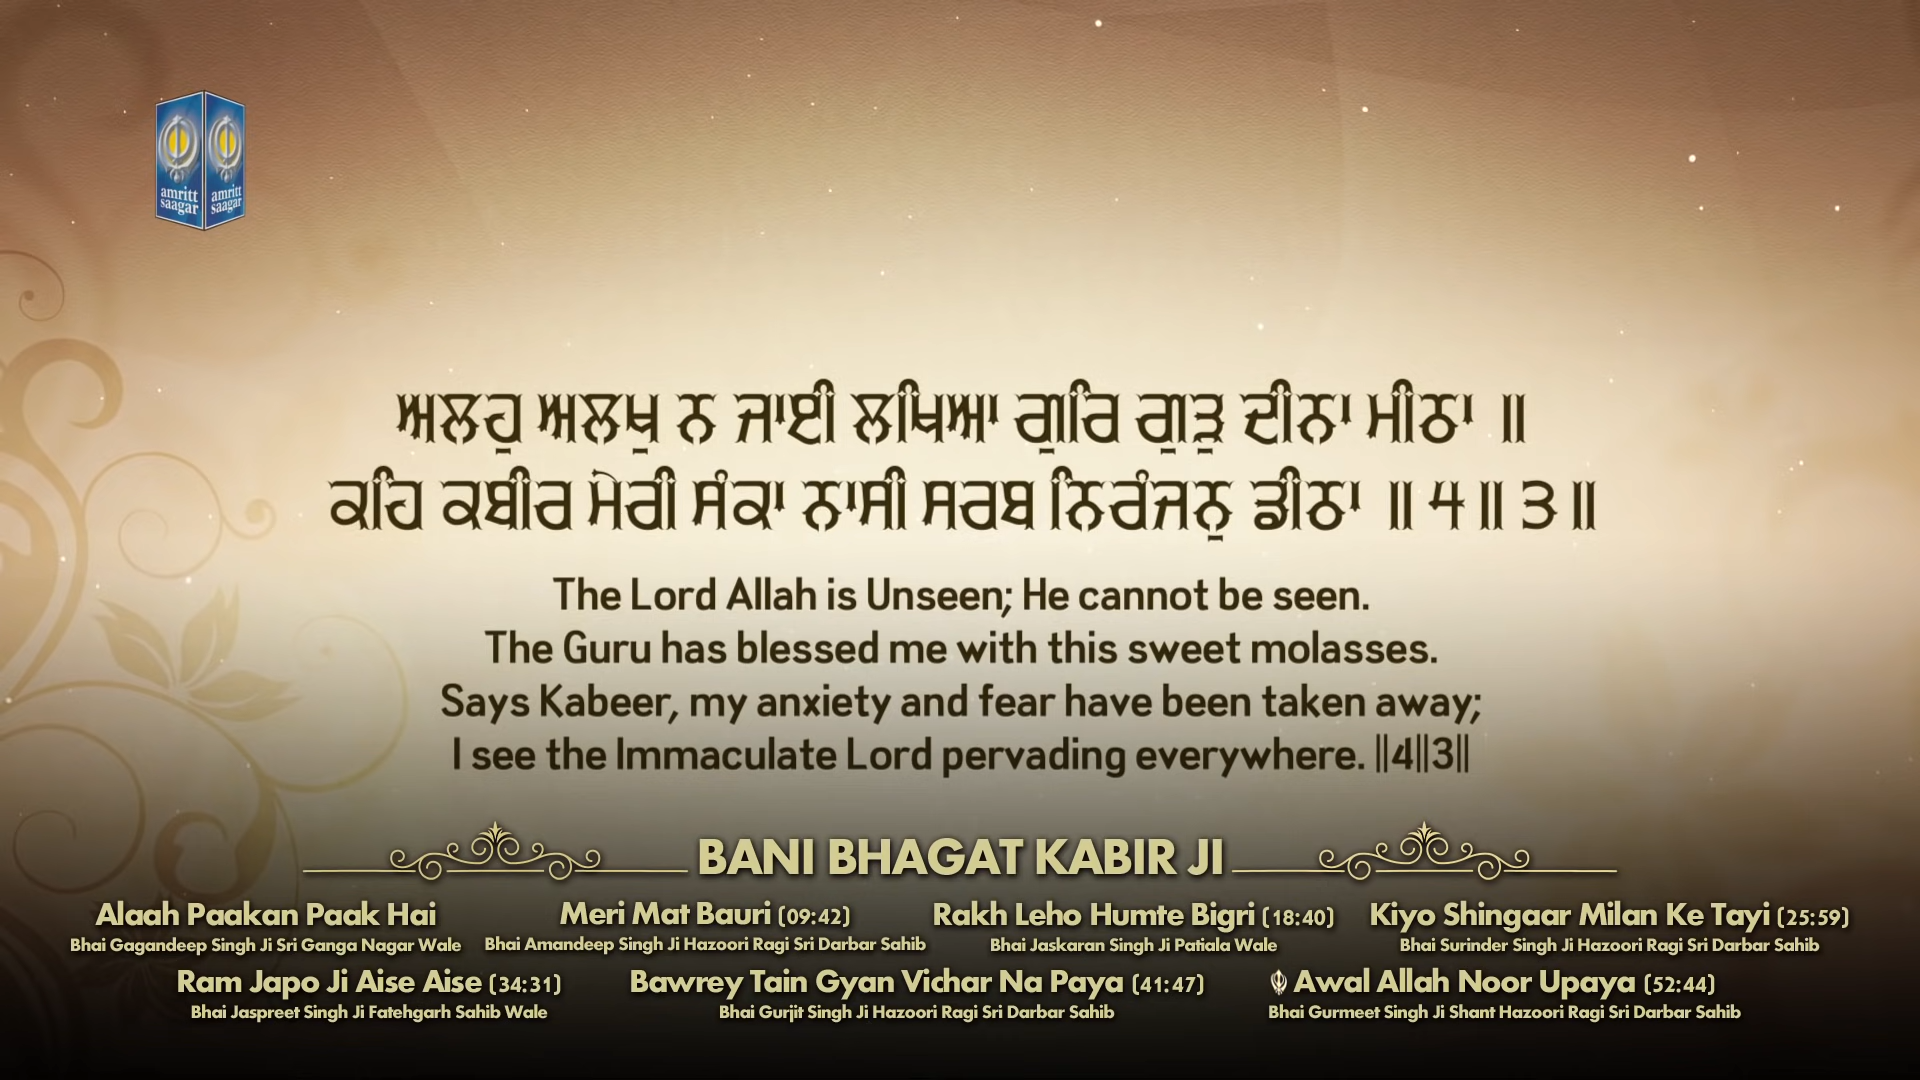 amritt saagar
amritt saagar
ਅਲਹੁ ਅਲਖੁ ਨ ਜਾਈ ਲਖਿਆ ਗੁਰਿ ਗੁੜੁ ਦੀਨਾ ਮੀਠਾ ॥
ਕਹਿ ਕਬੀਰ ਮੇਰੀ ਸੰਕਾ ਨਾਸੀ ਸਰਬ ਨਿਰੰਜਨੁ ਡੀਠਾ ॥੪॥੩॥
The Lord Allah is Unseen; He cannot be seen.
The Guru has blessed me with this sweet molasses.
Says Kabeer, my anxiety and fear have been taken away;
I see the Immaculate Lord pervading everywhere. ||4||3||
BANI BHAGAT KABIR JI
Alaah Paakan Paak Hai
Bhai Gagandeep Singh Ji Sri Ganga Nagar Wale
Meri Mat Bauri (09:42)
Bhai Amandeep Singh Ji Hazoori Ragi Sri Darbar Sahib
Rakh Leho Humte Bigri (18:40)
Bhai Jaskaran Singh Ji Patiala Wale
Kiyo Shingaar Milan Ke Tayi (25:59)
Bhai Surinder Singh Ji Hazoori Ragi Sri Darbar Sahib
Ram Japo Ji Aise Aise (34:31)
Bhai Jaspreet Singh Ji Fatehgarh Sahib Wale
Bawrey Tain Gyan Vichar Na Paya (41:47)
Bhai Gurjit Singh Ji Hazoori Ragi Sri Darbar Sahib
Awal Allah Noor Upaya (52:44)
Bhai Gurmeet Singh Ji Shant Hazoori Ragi Sri Darbar Sahib